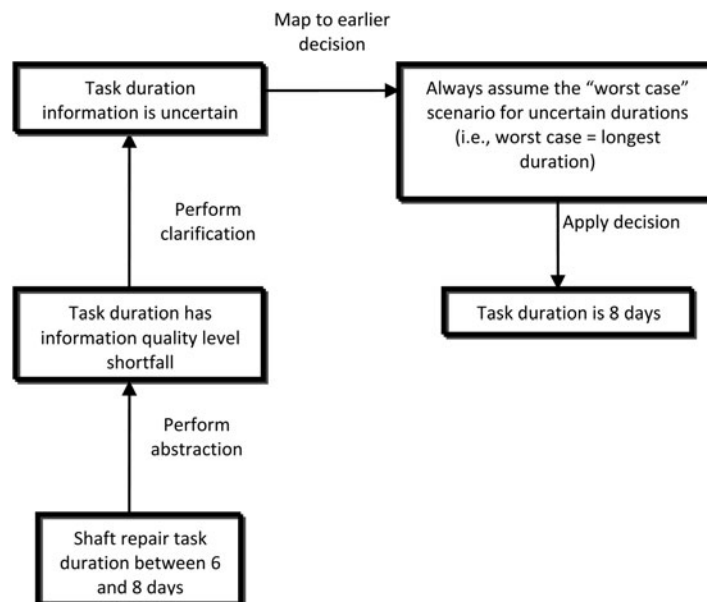 Map to earlier
decision
Task duration
information is uncertain
Always assume the “worst case”
scenario for uncertain durations
(i.e., worst case = longest
duration)
Perform
clarification
Apply decision
Task duration has
information quality level
shortfall
Task duration is 8 days
Perform
abstraction
Shaft repair task
duration between 6
and 8 days